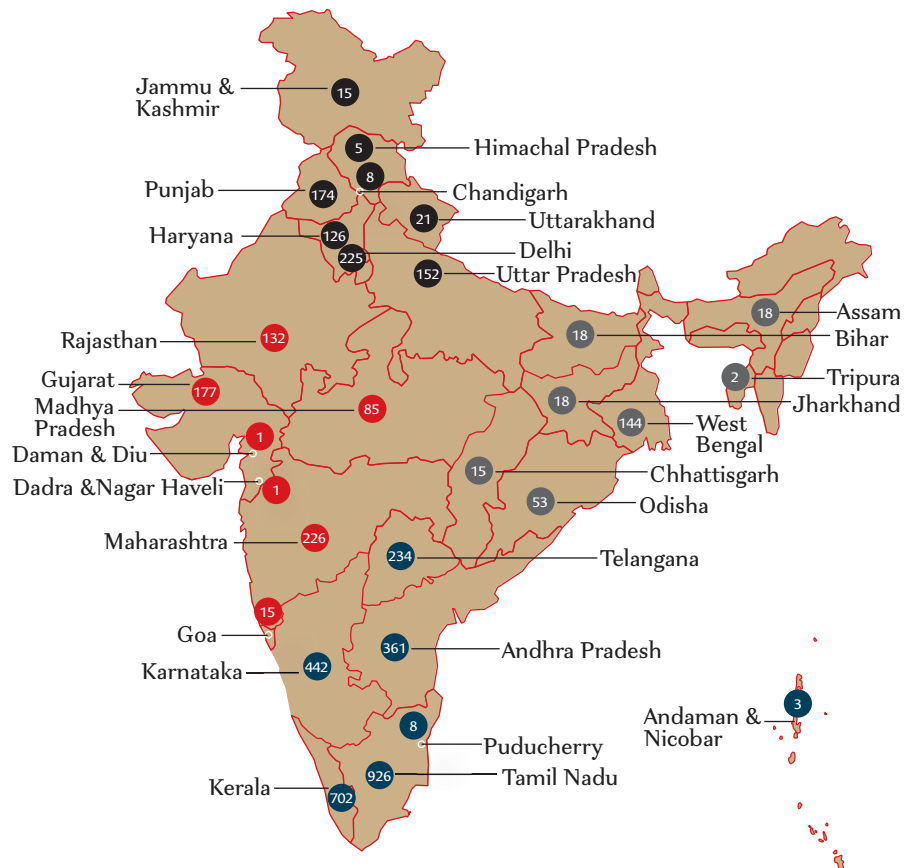 Jammu &
Kashmir
15
5
Himachal Pradesh
8
Chandigarh
Punjab
174
21
Uttarakhand
Haryana
126
Delhi
225
152
Uttar Pradesh
18
Assam
Rajasthan
132
18
Bihar
Gujarat
177
2
Tripura
Madhya
Pradesh
85
18
Jharkhand
144
West
Bengal
1
Daman & Diu
15
Chhattisgarh
Dadra &Nagar Haveli
1
53
Odisha
Maharashtra
226
234
Telangana
15
Goa
361
Andhra Pradesh
Karnataka
442
3
Andaman &
Nicobar
8
Puducherry
926
Tamil Nadu
Kerala
702